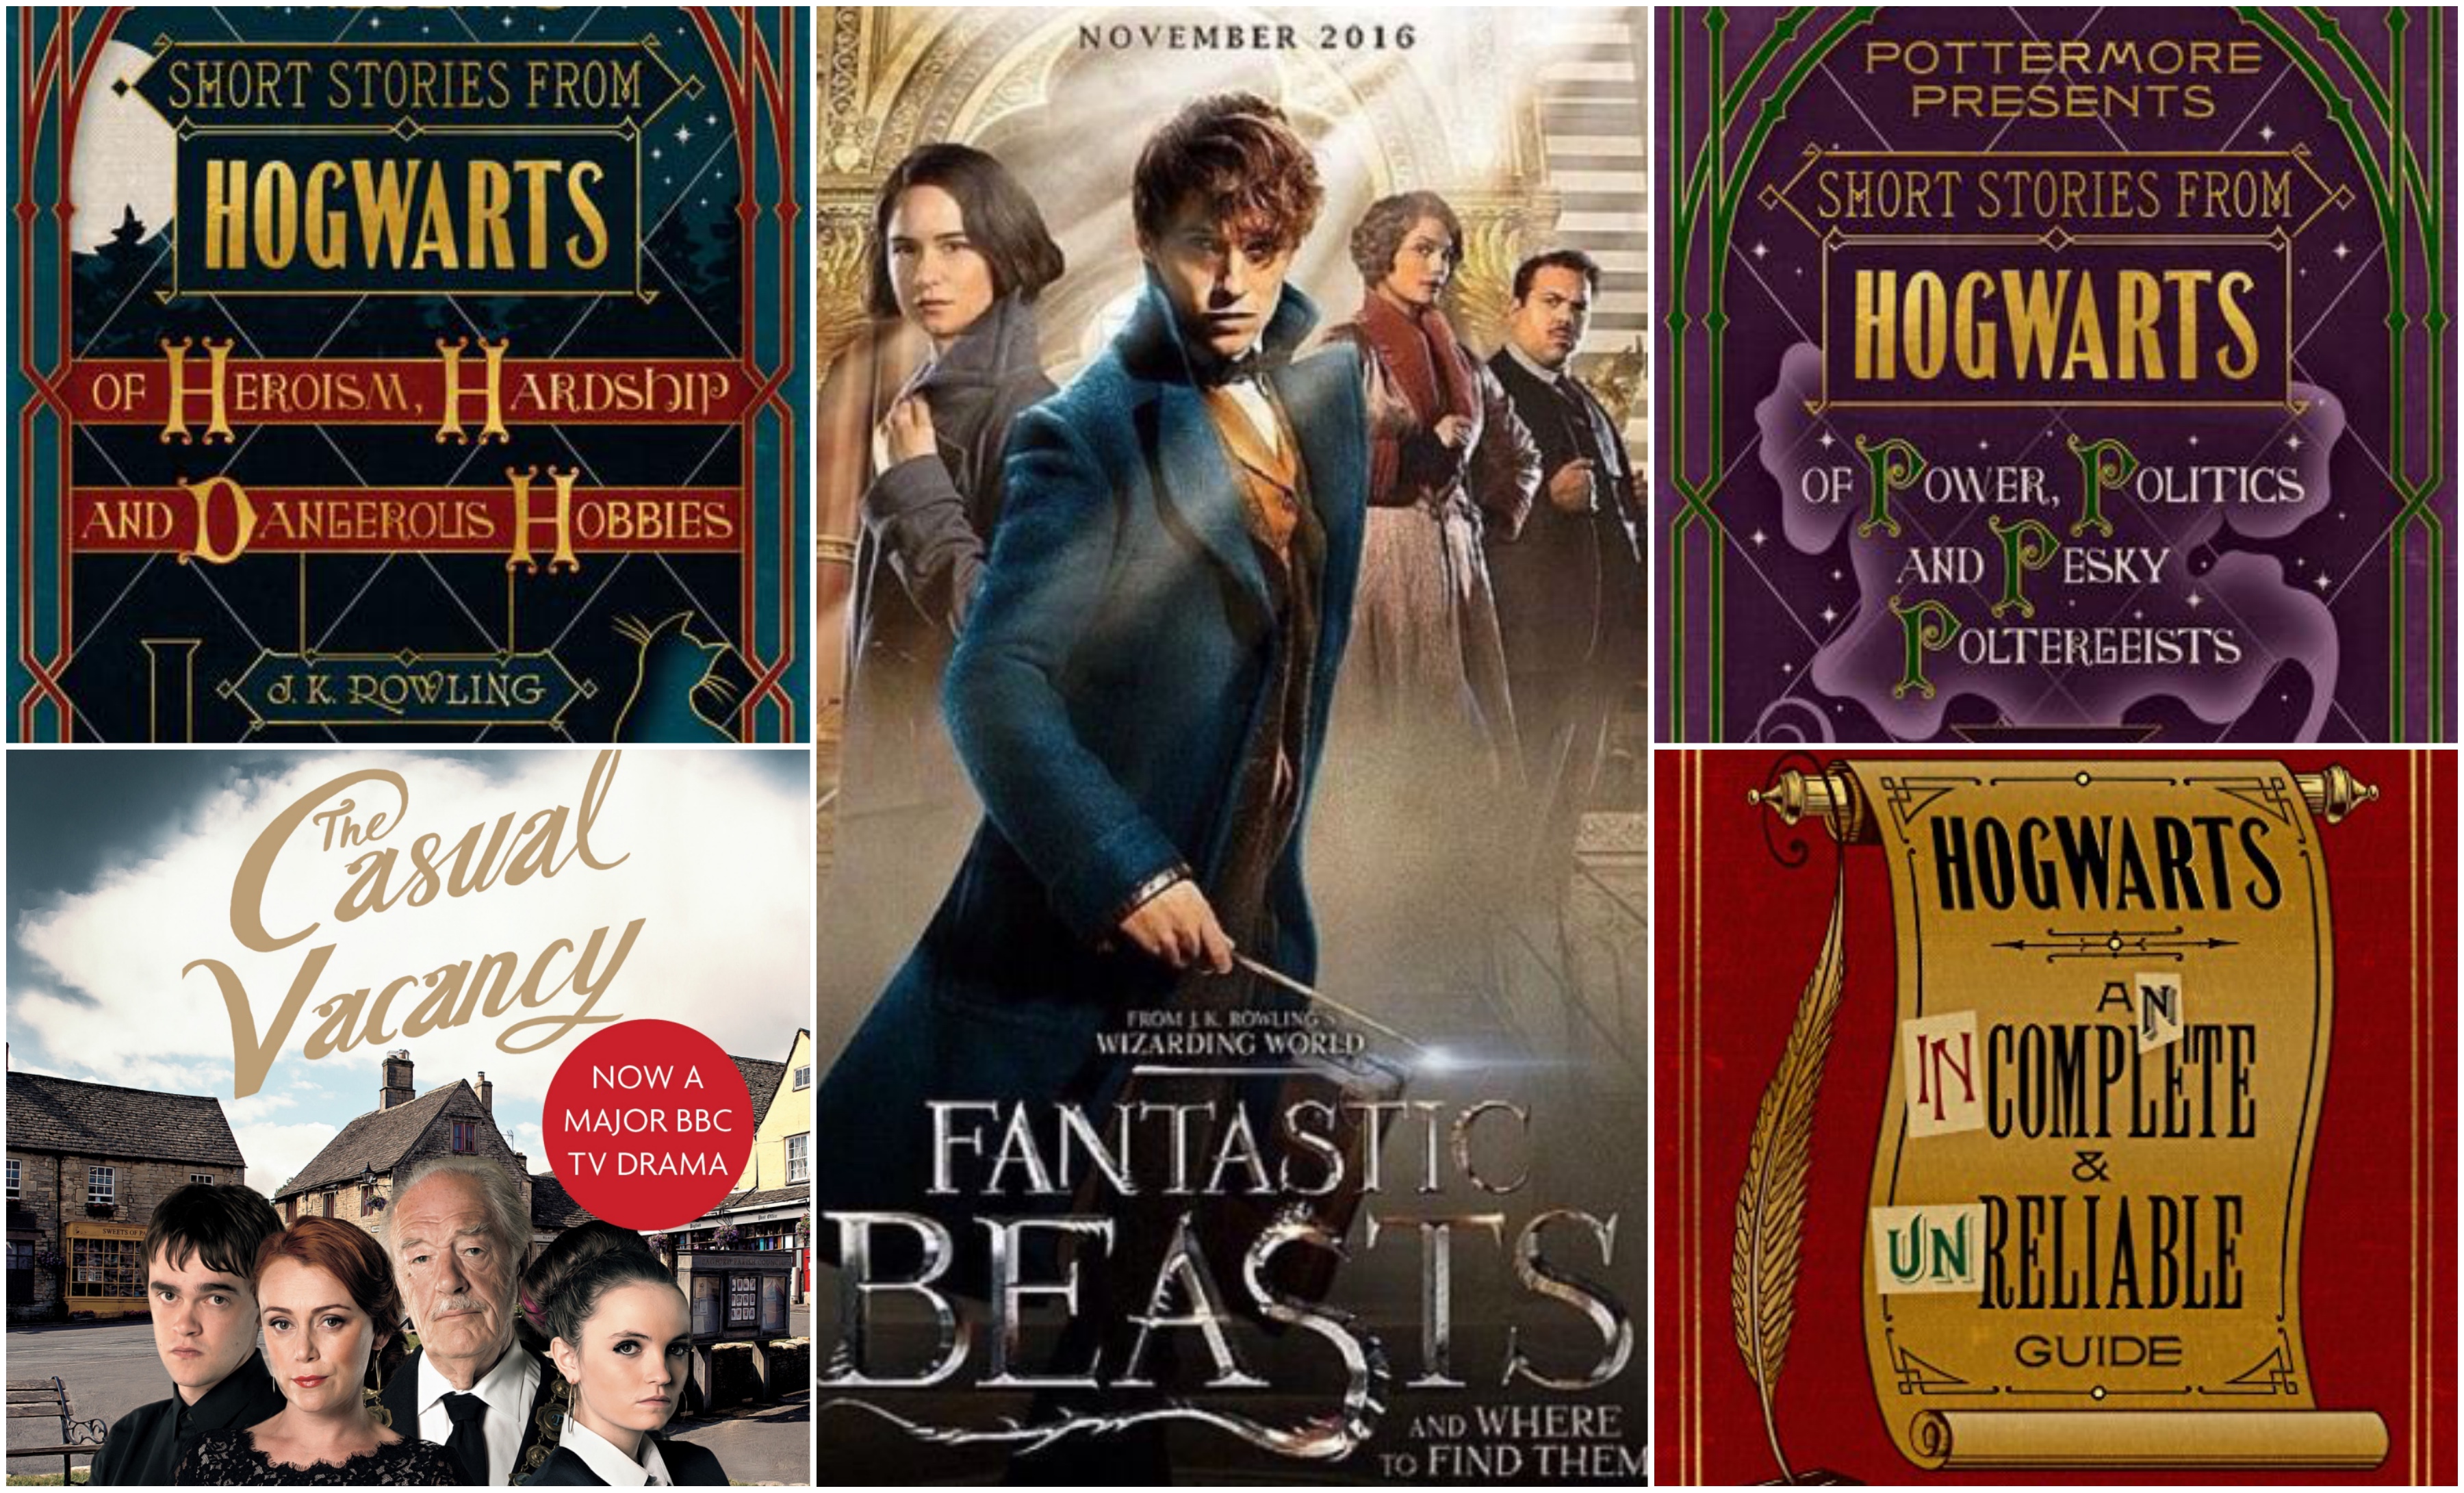 SHORT STORIES FROM
HOGWARTS
OF HEROISM, HARDSHIP
AND DANGEROUS HOBBIES
J. K. ROWLING
NOVEMBER 2016
FROM J.K. ROWLING'S
WIZARDING WORLD
FANTASTIC
BEASTS
AND WHERE
TO FIND THEM
POTTERMORE
PRESENTS
SHORT STORIES FROM
HOGWARTS
OF POWER, POLITICS
AND PESKY
POLTERGEISTS
The
Casual
Vacancy
NOW A
MAJOR BBC
TV DRAMA
HOGWARTS
AN
INCOMPLETE
&
UNRELIABLE
GUIDE